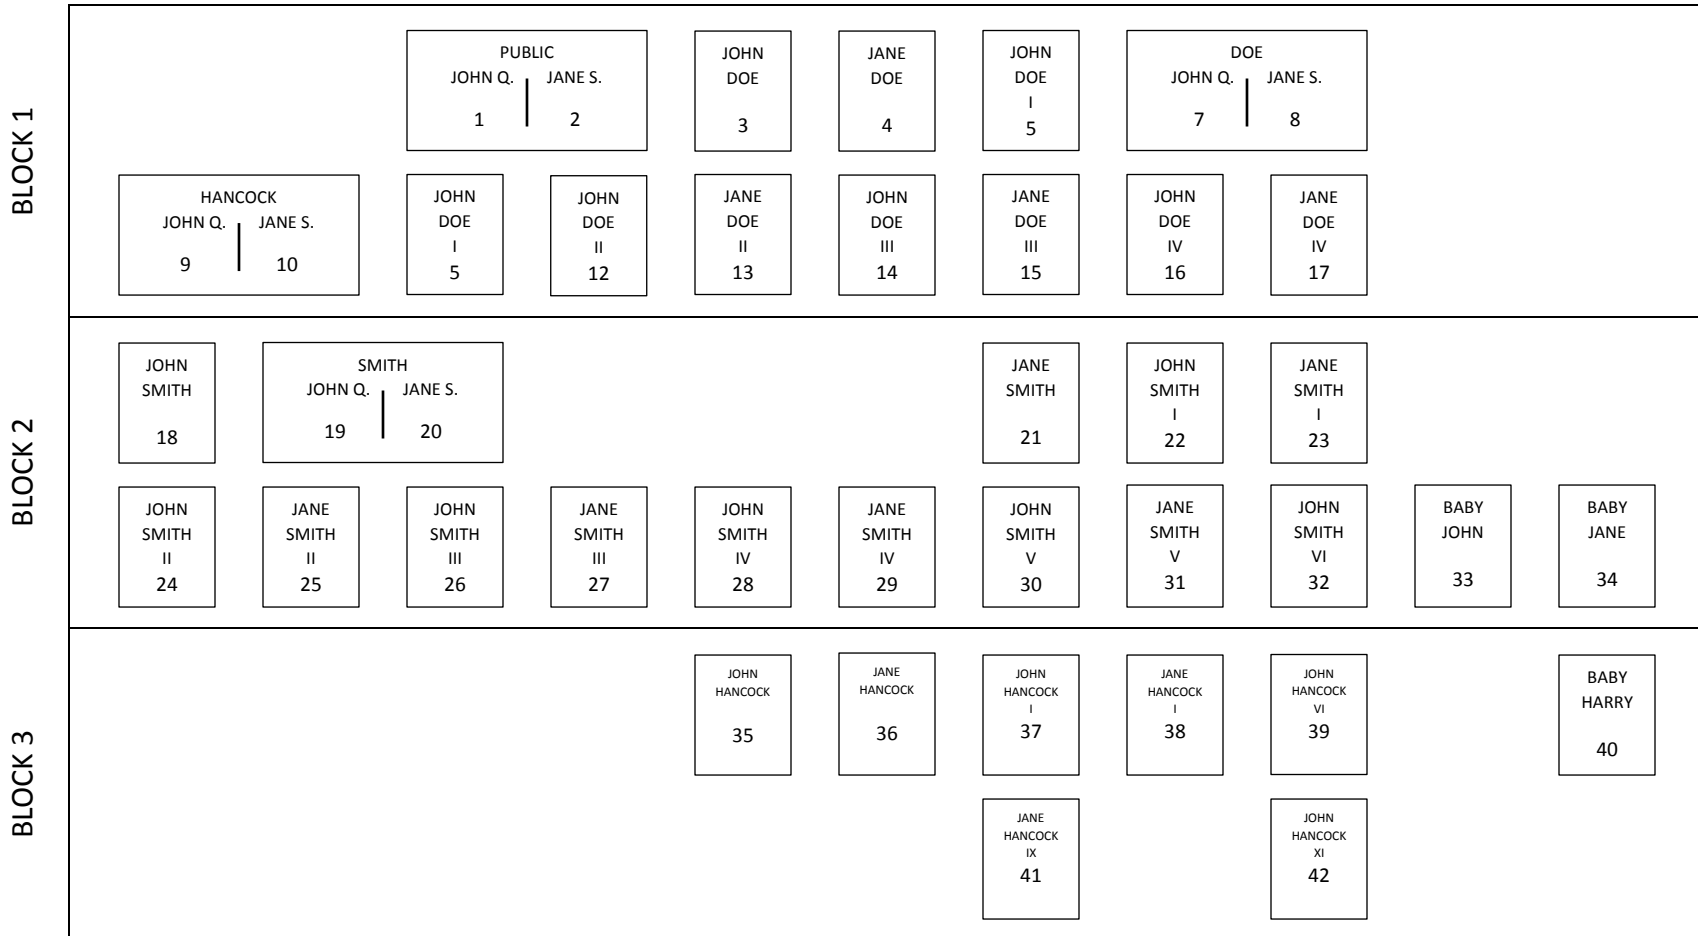 BLOCK 1
PUBLIC
JOHN Q. JANE S.
1 2
JOHN
DOE
3
JANE
DOE
4
JOHN
DOE
I
5
DOE
JOHN Q. JANE S.
7 8
HANCOCK
JOHN Q. JANE S.
9 10
JOHN
DOE
I
5
JOHN
DOE
II
12
JANE
DOE
II
13
JOHN
DOE
III
14
JANE
DOE
III
15
JOHN
DOE
IV
16
JANE
DOE
IV
17
BLOCK 2
JOHN
SMITH
18
SMITH
JOHN Q. JANE S.
19 20
JANE
SMITH
21
JOHN
SMITH
I
22
JANE
SMITH
I
23
JOHN
SMITH
II
24
JANE
SMITH
II
25
JOHN
SMITH
III
26
JANE
SMITH
III
27
JOHN
SMITH
IV
28
JANE
SMITH
IV
29
JOHN
SMITH
V
30
JANE
SMITH
V
31
JOHN
SMITH
VI
32
BABY
JOHN
33
BABY
JANE
34
BLOCK 3
JOHN
HANCOCK
35
JANE
HANCOCK
36
JOHN
HANCOCK
I
37
JANE
HANCOCK
I
38
JOHN
HANCOCK
VI
39
BABY
HARRY
40
JANE
HANCOCK
IX
41
JOHN
HANCOCK
XI
42